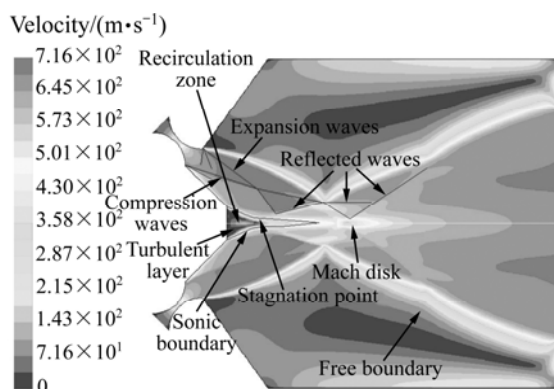 Velocity/(m•s⁻¹)
7.16×10²
6.45×10²
5.73×10²
5.01×10²
4.30×10²
3.58×10²
2.87×10²
2.15×10²
1.43×10²
7.16×10¹
0
Recirculation
zone
Expansion waves
Reflected waves
Compression
waves
Turbulent
layer
Mach disk
Stagnation point
Sonic
boundary
Free boundary